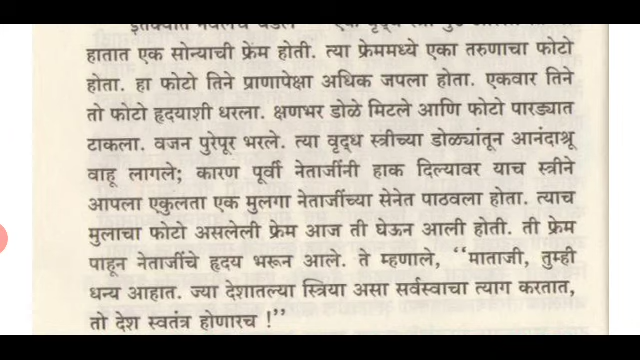 हातात एक सोन्याची फ्रेम होती. त्या फ्रेममध्ये एका तरुणाचा फोटो
होता. हा फोटो तिने प्राणापेक्षा अधिक जपला होता. एकवार तिने
तो फोटो हृदयाशी धरला. क्षणभर डोळे मिटले आणि फोटो पारड्यात
टाकला. वजन पुरेपूर भरले. त्या वृद्ध स्त्रीच्या डोळ्यांतून आनंदाश्रू
वाहू लागले; कारण पूर्वी नेताजींनी हाक दिल्यावर याच स्त्रीने
आपला एकुलता एक मुलगा नेताजींच्या सेनेत पाठवला होता. त्याच
मुलाचा फोटो असलेली फ्रेम आज ती घेऊन आली होती. ती फ्रेम
पाहून नेताजींचे हृदय भरून आले. ते म्हणाले, ‘‘माताजी, तुम्ही
धन्य आहात. ज्या देशातल्या स्त्रिया असा सर्वस्वाचा त्याग करतात,
तो देश स्वतंत्र होणारच !’’